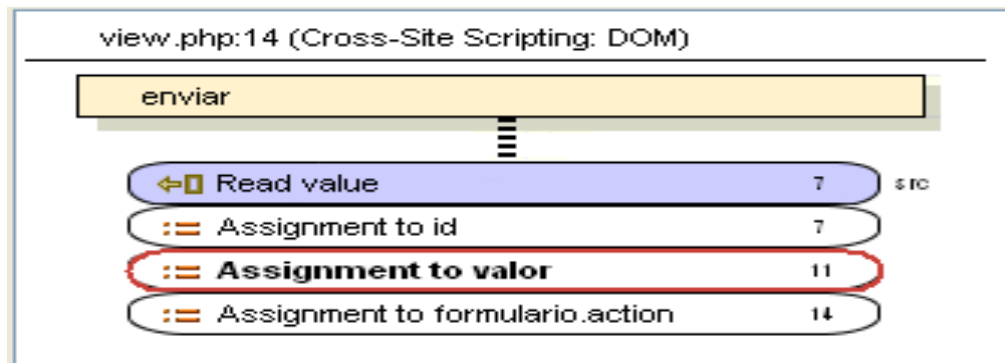 view.php:14 (Cross-Site Scripting: DOM)
enviar
Read value 7 src
:= Assignment to id 7
:= Assignment to valor 11
:= Assignment to formulario.action 14